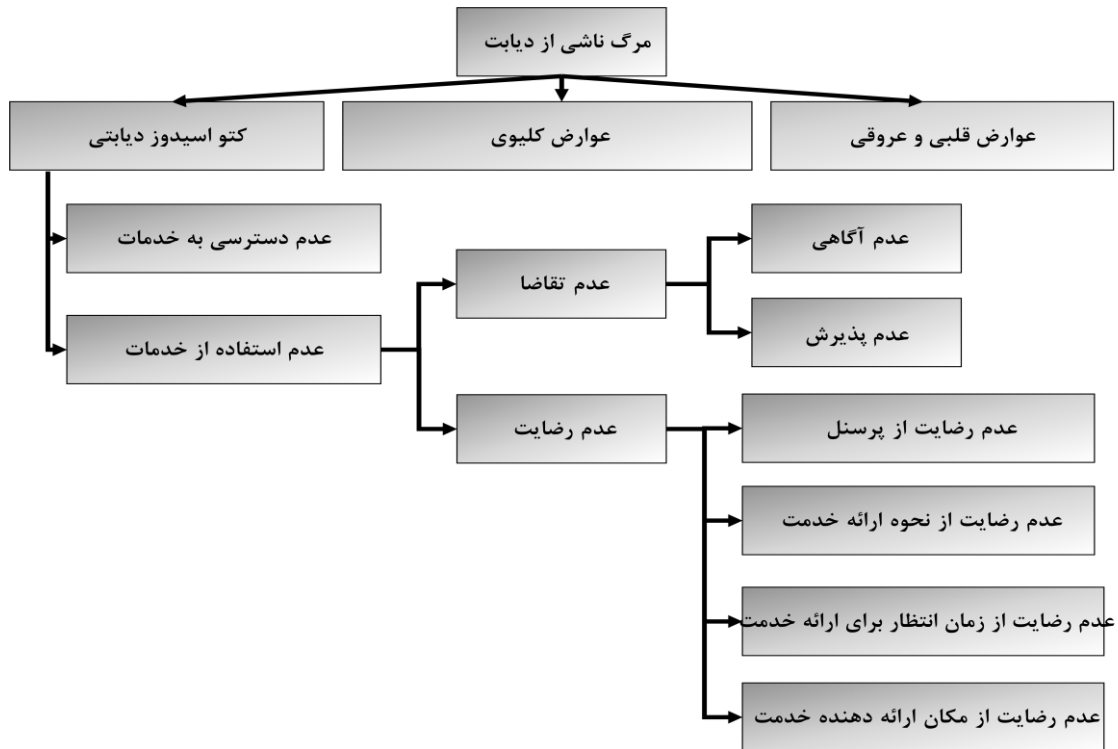 مرگ ناشی از دیابت
عوارض قلبی و عروقی
عوارض کلیوی
کتو اسیدوز دیابتی
عدم دسترسی به خدمات
عدم استفاده از خدمات
عدم تقاضا
عدم آگاهی
عدم پذیرش
عدم رضایت
عدم رضایت از پرسنل
عدم رضایت از نحوه ارائه خدمت
عدم رضایت از زمان انتظار برای ارائه خدمت
عدم رضایت از مکان ارائه دهنده خدمت